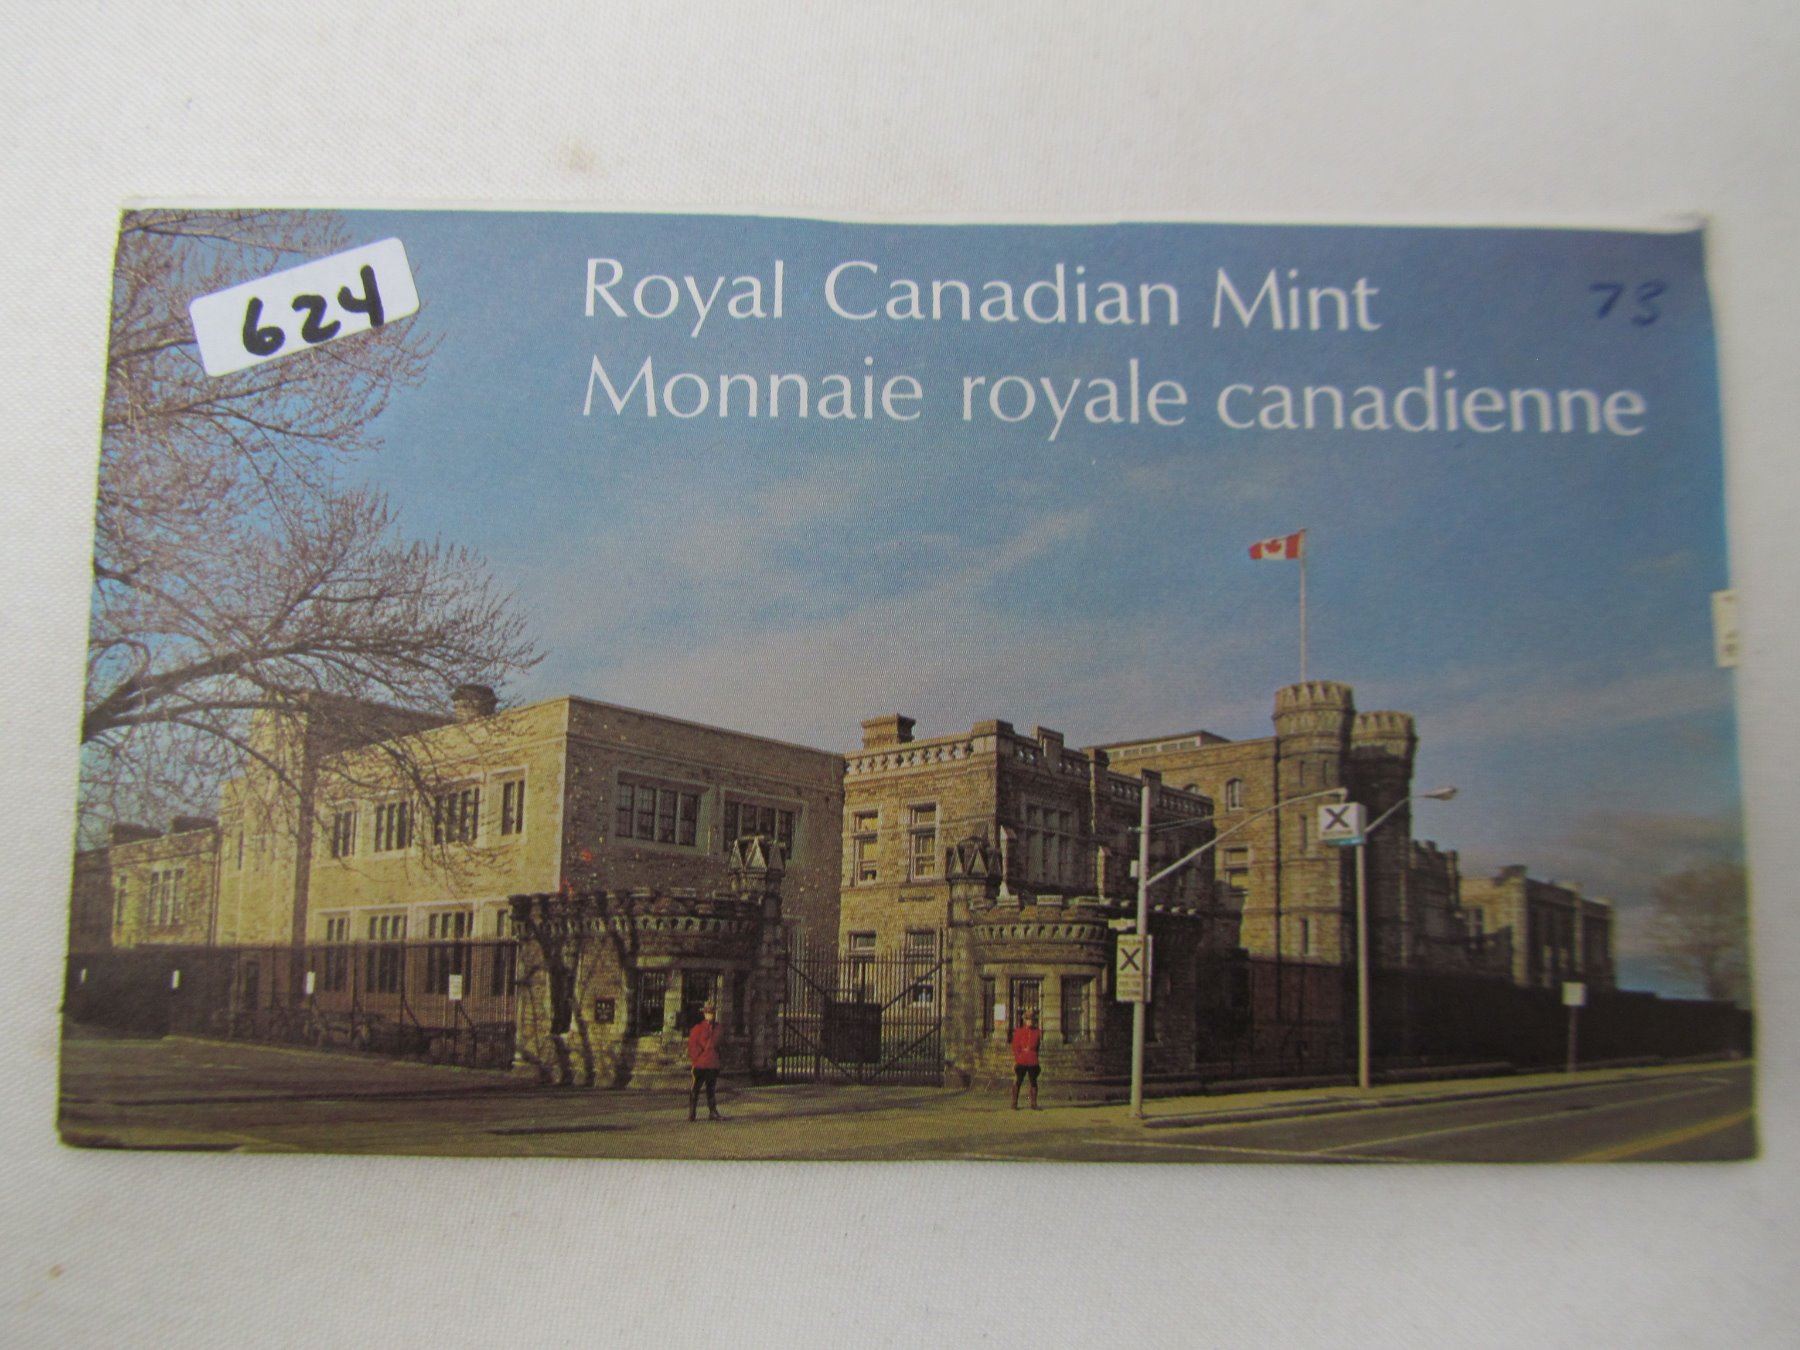 624
Royal Canadian Mint
73
Monnaie royale canadienne
X
X